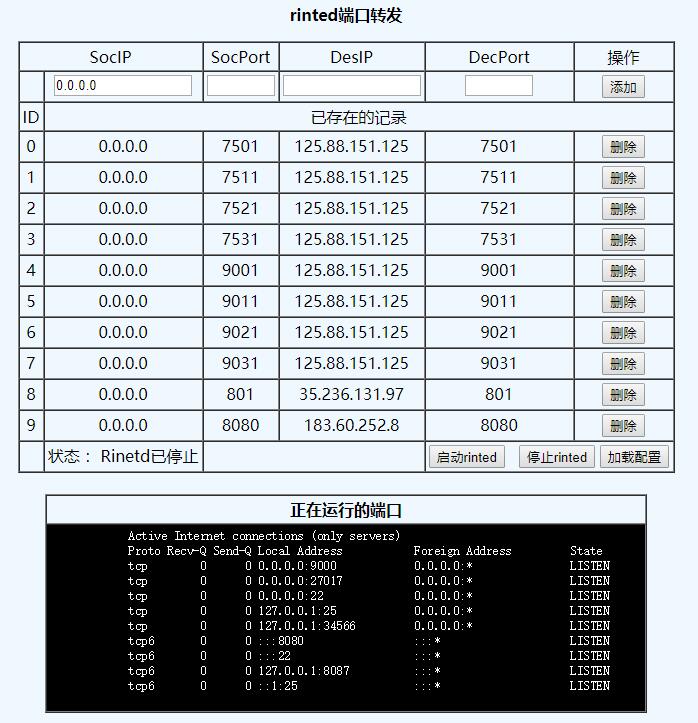 rinted端口转发
SocIP SocPort DesIP DecPort 操作
0.0.0.0 添加
ID 已存在的记录
0 0.0.0.0 7501 125.88.151.125 7501 删除
1 0.0.0.0 7511 125.88.151.125 7511 删除
2 0.0.0.0 7521 125.88.151.125 7521 删除
3 0.0.0.0 7531 125.88.151.125 7531 删除
4 0.0.0.0 9001 125.88.151.125 9001 删除
5 0.0.0.0 9011 125.88.151.125 9011 删除
6 0.0.0.0 9021 125.88.151.125 9021 删除
7 0.0.0.0 9031 125.88.151.125 9031 删除
8 0.0.0.0 801 35.236.131.97 801 删除
9 0.0.0.0 8080 183.60.252.8 8080 删除
状态： Rinetd已停止 启动rinted 停止rinted 加载配置
正在运行的端口
Active Internet connections (only servers)
Proto Recv-Q Send-Q Local Address Foreign Address State
tcp 0 0 0.0.0.0:9000 0.0.0.0:* LISTEN
tcp 0 0 0.0.0.0:27017 0.0.0.0:* LISTEN
tcp 0 0 0.0.0.0:22 0.0.0.0:* LISTEN
tcp 0 0 127.0.0.1:25 0.0.0.0:* LISTEN
tcp 0 0 127.0.0.1:34566 0.0.0.0:* LISTEN
tcp6 0 0 :::8080 :::* LISTEN
tcp6 0 0 :::22 :::* LISTEN
tcp6 0 0 127.0.0.1:8087 :::* LISTEN
tcp6 0 0 ::1:25 :::* LISTEN